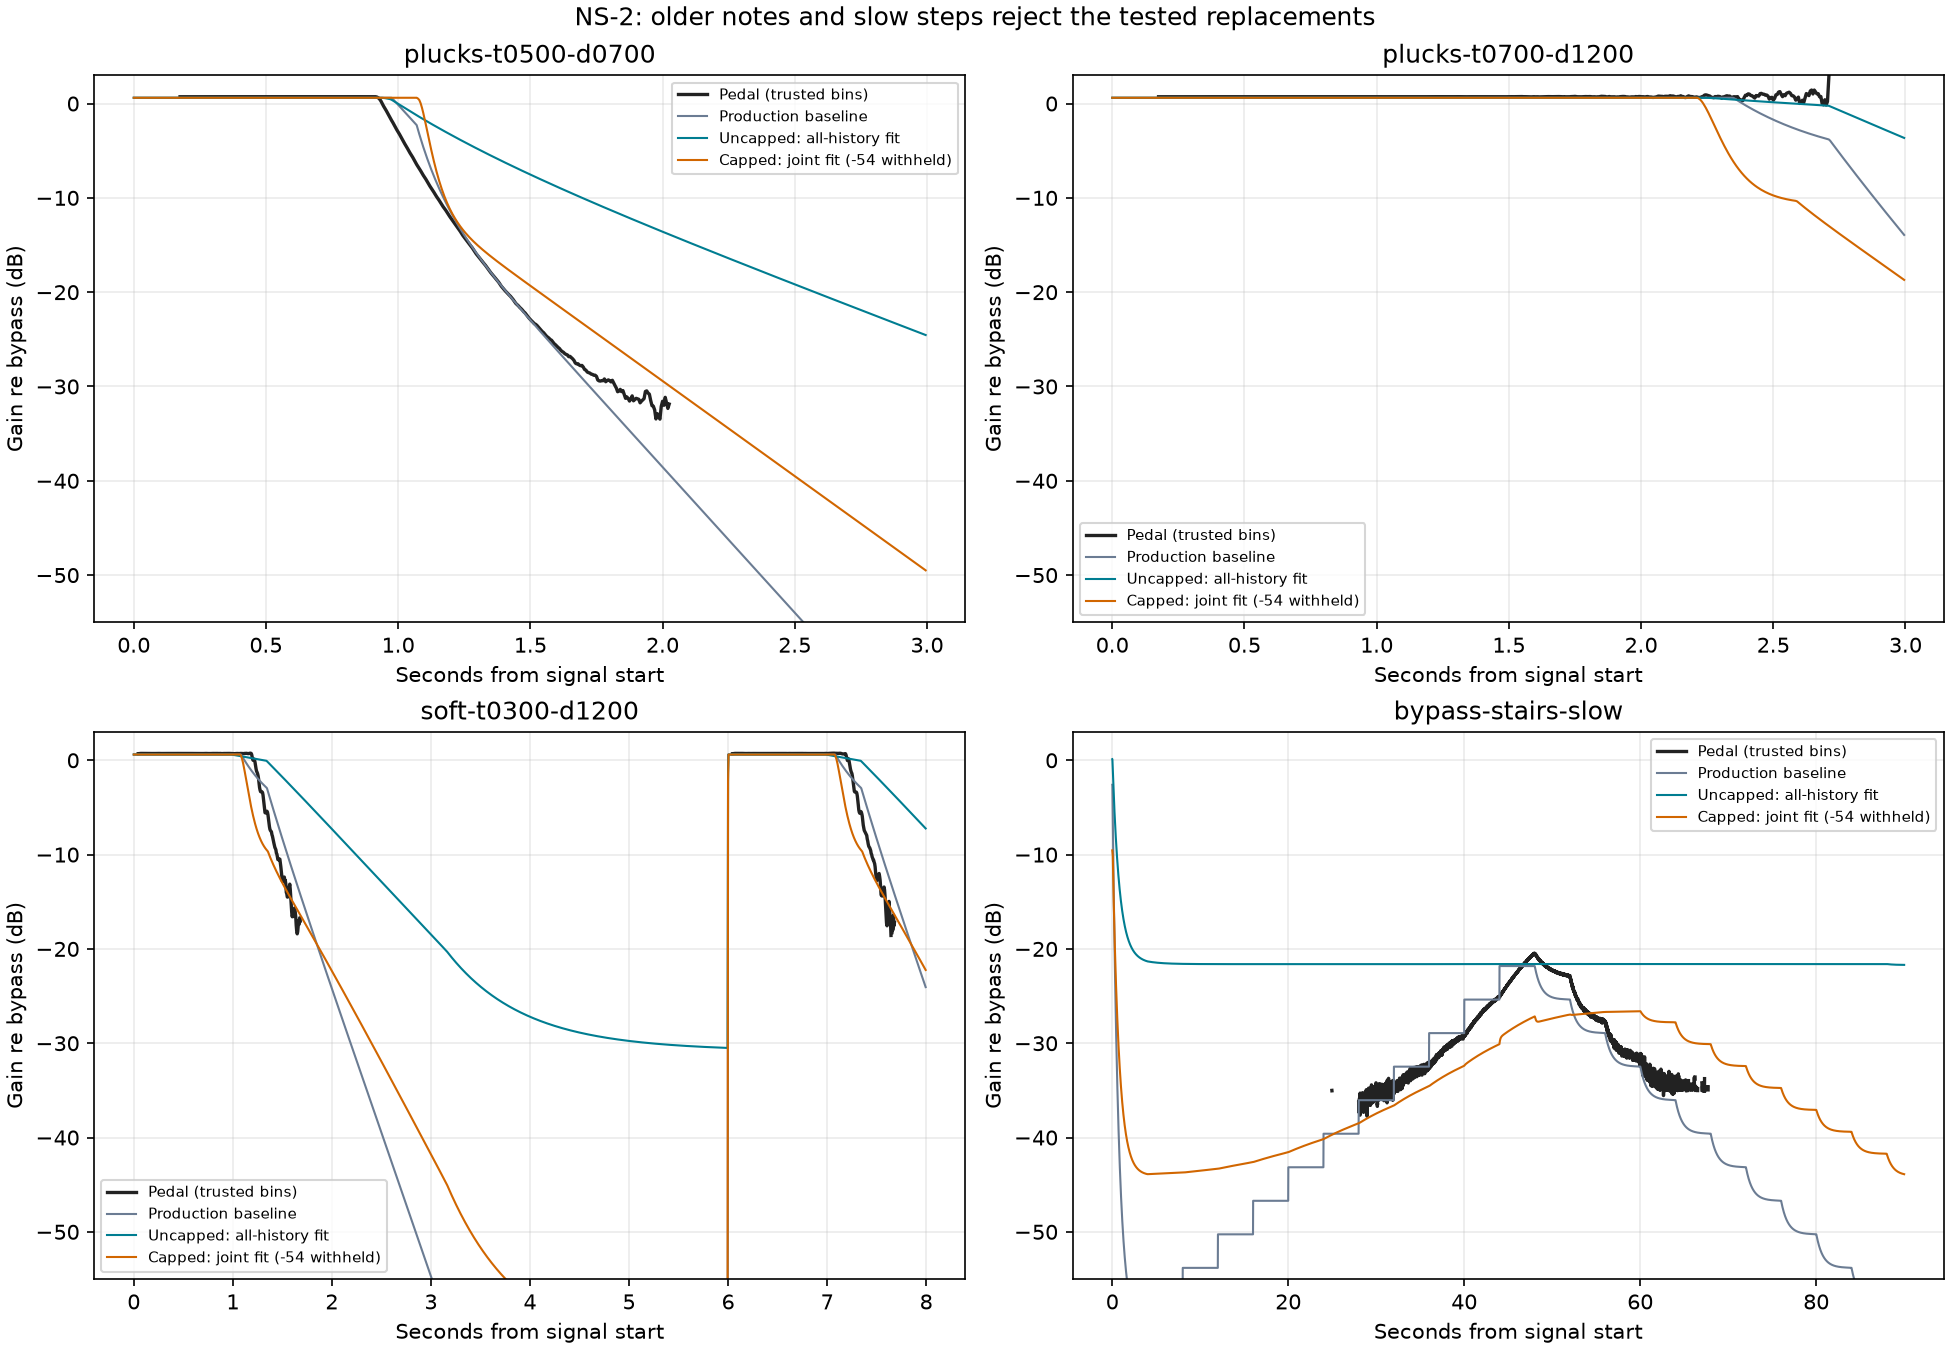 NS-2: older notes and slow steps reject the tested replacements
plucks-t0500-d0700
Gain re bypass (dB)
0
−10
−20
−30
−40
−50
Pedal (trusted bins)
Production baseline
Uncapped: all-history fit
Capped: joint fit (-54 withheld)
0.0 0.5 1.0 1.5 2.0 2.5 3.0
Seconds from signal start
plucks-t0700-d1200
Gain re bypass (dB)
0
−10
−20
−30
−40
−50
Pedal (trusted bins)
Production baseline
Uncapped: all-history fit
Capped: joint fit (-54 withheld)
0.0 0.5 1.0 1.5 2.0 2.5 3.0
Seconds from signal start
soft-t0300-d1200
Gain re bypass (dB)
0
−10
−20
−30
−40
−50
Pedal (trusted bins)
Production baseline
Uncapped: all-history fit
Capped: joint fit (-54 withheld)
0 1 2 3 4 5 6 7 8
Seconds from signal start
bypass-stairs-slow
Gain re bypass (dB)
0
−10
−20
−30
−40
−50
Pedal (trusted bins)
Production baseline
Uncapped: all-history fit
Capped: joint fit (-54 withheld)
0 20 40 60 80
Seconds from signal start